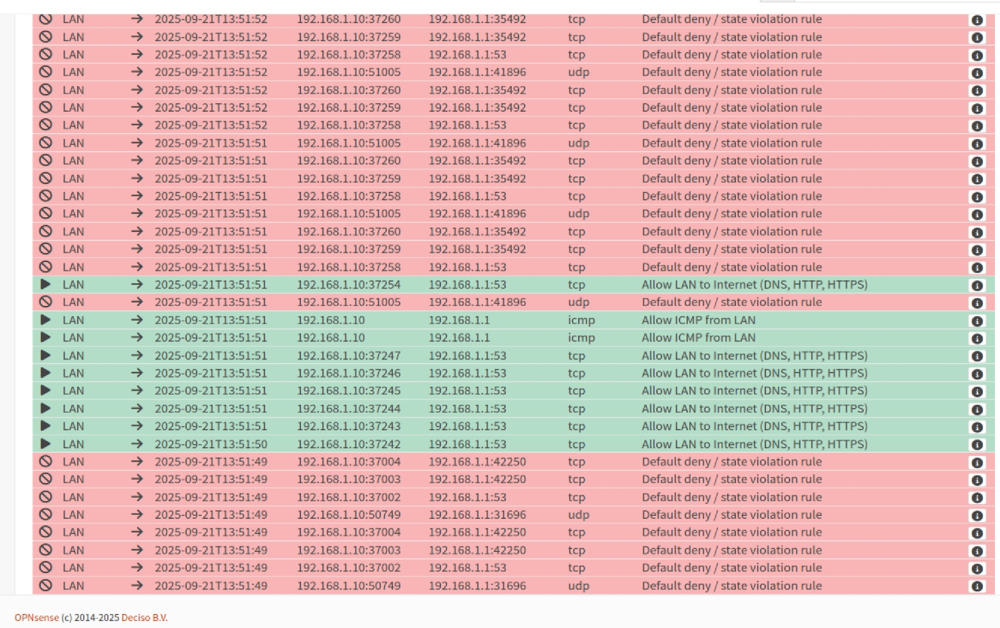 LAN 2025-09-21T13:51:52 192.168.1.10:37260 192.168.1.1:35492 tcp Default deny / state violation rule
LAN 2025-09-21T13:51:52 192.168.1.10:37259 192.168.1.1:35492 tcp Default deny / state violation rule
LAN 2025-09-21T13:51:52 192.168.1.10:37258 192.168.1.1:53 tcp Default deny / state violation rule
LAN 2025-09-21T13:51:52 192.168.1.10:51005 192.168.1.1:41896 udp Default deny / state violation rule
LAN 2025-09-21T13:51:52 192.168.1.10:37260 192.168.1.1:35492 tcp Default deny / state violation rule
LAN 2025-09-21T13:51:52 192.168.1.10:37259 192.168.1.1:35492 tcp Default deny / state violation rule
LAN 2025-09-21T13:51:52 192.168.1.10:37258 192.168.1.1:53 tcp Default deny / state violation rule
LAN 2025-09-21T13:51:51 192.168.1.10:51005 192.168.1.1:41896 udp Default deny / state violation rule
LAN 2025-09-21T13:51:51 192.168.1.10:37260 192.168.1.1:35492 tcp Default deny / state violation rule
LAN 2025-09-21T13:51:51 192.168.1.10:37259 192.168.1.1:35492 tcp Default deny / state violation rule
LAN 2025-09-21T13:51:51 192.168.1.10:37258 192.168.1.1:53 tcp Default deny / state violation rule
LAN 2025-09-21T13:51:51 192.168.1.10:51005 192.168.1.1:41896 udp Default deny / state violation rule
LAN 2025-09-21T13:51:51 192.168.1.10:37260 192.168.1.1:35492 tcp Default deny / state violation rule
LAN 2025-09-21T13:51:51 192.168.1.10:37259 192.168.1.1:35492 tcp Default deny / state violation rule
LAN 2025-09-21T13:51:51 192.168.1.10:37258 192.168.1.1:53 tcp Default deny / state violation rule
LAN 2025-09-21T13:51:51 192.168.1.10:37254 192.168.1.1:53 tcp Allow LAN to Internet (DNS, HTTP, HTTPS)
LAN 2025-09-21T13:51:51 192.168.1.10:51005 192.168.1.1:41896 udp Default deny / state violation rule
LAN 2025-09-21T13:51:51 192.168.1.10 192.168.1.1 icmp Allow ICMP from LAN
LAN 2025-09-21T13:51:51 192.168.1.10 192.168.1.1 icmp Allow ICMP from LAN
LAN 2025-09-21T13:51:51 192.168.1.10:37247 192.168.1.1:53 tcp Allow LAN to Internet (DNS, HTTP, HTTPS)
LAN 2025-09-21T13:51:51 192.168.1.10:37246 192.168.1.1:53 tcp Allow LAN to Internet (DNS, HTTP, HTTPS)
LAN 2025-09-21T13:51:51 192.168.1.10:37245 192.168.1.1:53 tcp Allow LAN to Internet (DNS, HTTP, HTTPS)
LAN 2025-09-21T13:51:51 192.168.1.10:37244 192.168.1.1:53 tcp Allow LAN to Internet (DNS, HTTP, HTTPS)
LAN 2025-09-21T13:51:51 192.168.1.10:37243 192.168.1.1:53 tcp Allow LAN to Internet (DNS, HTTP, HTTPS)
LAN 2025-09-21T13:51:50 192.168.1.10:37242 192.168.1.1:53 tcp Allow LAN to Internet (DNS, HTTP, HTTPS)
LAN 2025-09-21T13:51:49 192.168.1.10:37004 192.168.1.1:42250 tcp Default deny / state violation rule
LAN 2025-09-21T13:51:49 192.168.1.10:37003 192.168.1.1:42250 tcp Default deny / state violation rule
LAN 2025-09-21T13:51:49 192.168.1.10:37002 192.168.1.1:53 tcp Default deny / state violation rule
LAN 2025-09-21T13:51:49 192.168.1.10:50749 192.168.1.1:31696 udp Default deny / state violation rule
LAN 2025-09-21T13:51:49 192.168.1.10:37004 192.168.1.1:42250 tcp Default deny / state violation rule
LAN 2025-09-21T13:51:49 192.168.1.10:37003 192.168.1.1:42250 tcp Default deny / state violation rule
LAN 2025-09-21T13:51:49 192.168.1.10:37002 192.168.1.1:53 tcp Default deny / state violation rule
LAN 2025-09-21T13:51:49 192.168.1.10:50749 192.168.1.1:31696 udp Default deny / state violation rule
OPNsense (c) 2014-2025 Deciso B.V.